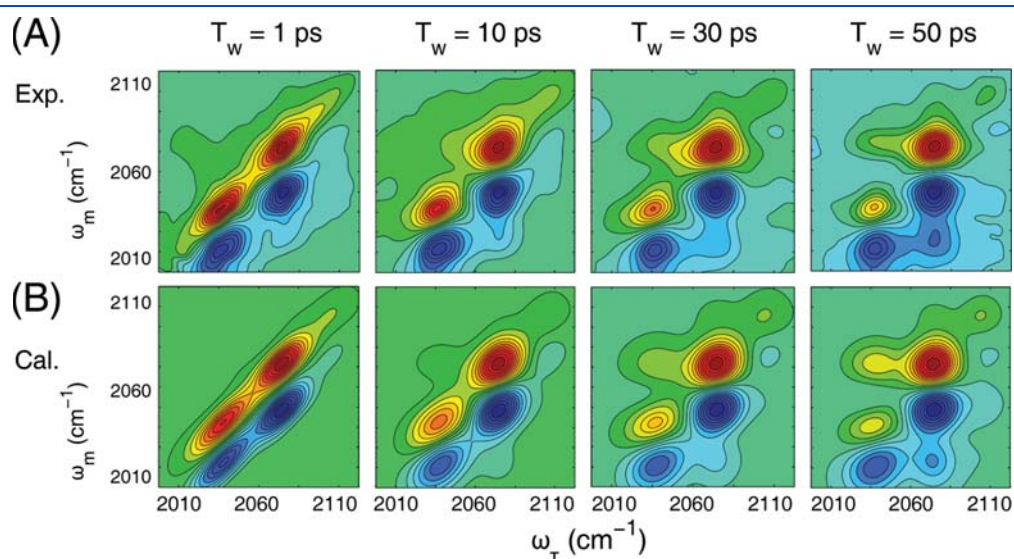 (A) T_w = 1 ps T_w = 10 ps T_w = 30 ps T_w = 50 ps
Exp.
2110
2060
2010
ω_m (cm⁻¹)
(B)
Cal.
2110
2060
2010
ω_m (cm⁻¹)
2010 2060 2110 2010 2060 2110 2010 2060 2110 2010 2060 2110
ω_τ (cm⁻¹)